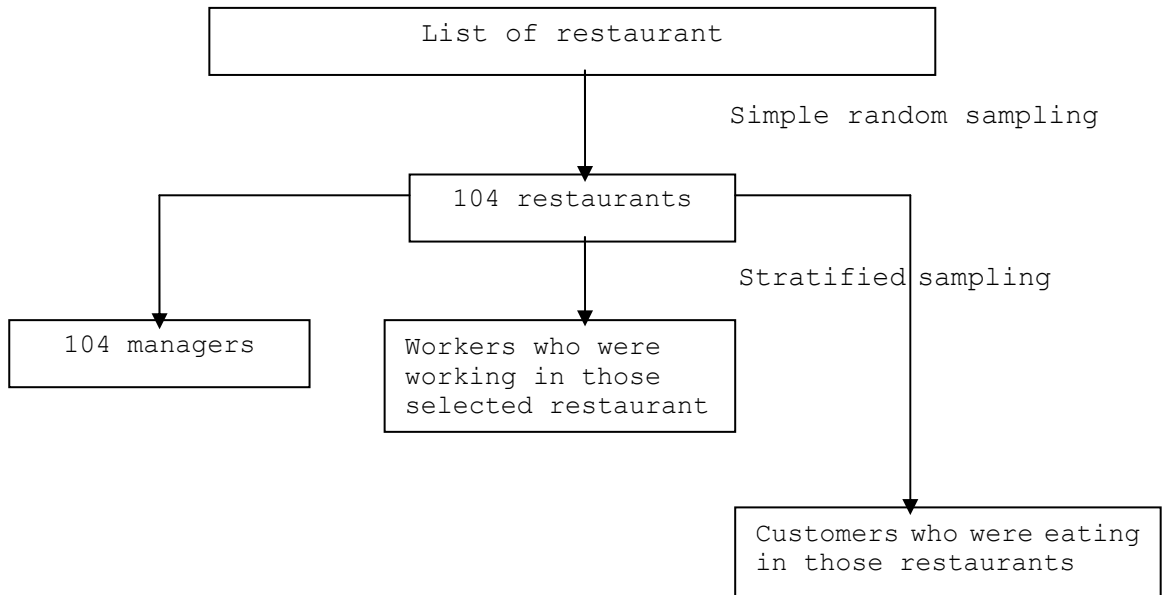 List of restaurant
Simple random sampling
104 restaurants
Stratified sampling
104 managers
Workers who were
working in those
selected restaurant
Customers who were eating
in those restaurants